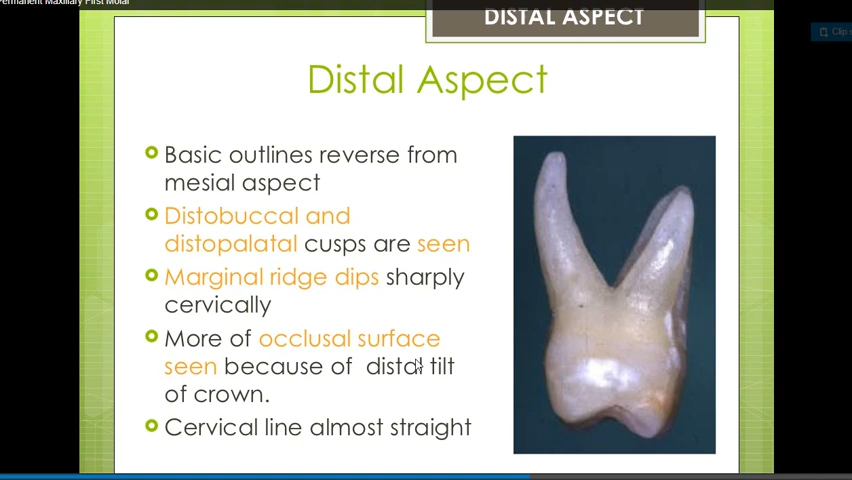 Permanent Maxillary First Molar
DISTAL ASPECT
Clip
Distal Aspect
Basic outlines reverse from
mesial aspect
Distobuccal and
distopalatal cusps are seen
Marginal ridge dips sharply
cervically
More of occlusal surface
seen because of distal tilt
of crown.
Cervical line almost straight